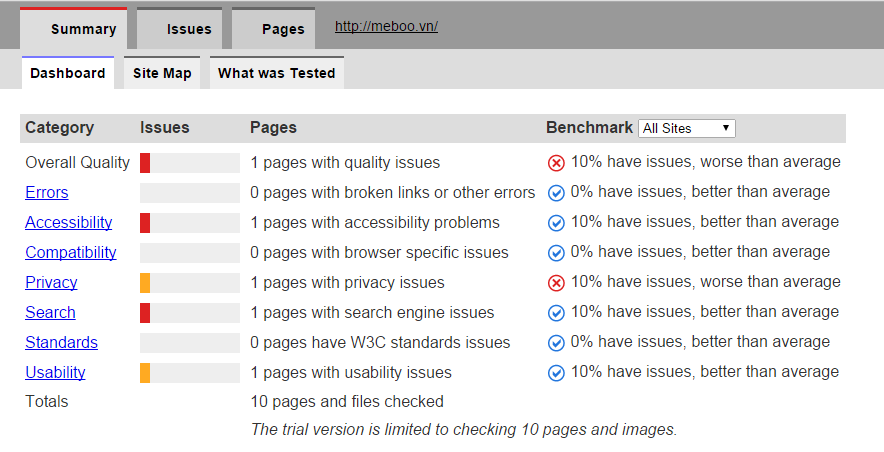 Summary Issues Pages http://meboo.vn/
Dashboard Site Map What was Tested
Category Issues Pages Benchmark All Sites
Overall Quality 1 pages with quality issues 10% have issues, worse than average
Errors 0 pages with broken links or other errors 0% have issues, better than average
Accessibility 1 pages with accessibility problems 10% have issues, better than average
Compatibility 0 pages with browser specific issues 0% have issues, better than average
Privacy 1 pages with privacy issues 10% have issues, worse than average
Search 1 pages with search engine issues 10% have issues, better than average
Standards 0 pages have W3C standards issues 0% have issues, better than average
Usability 1 pages with usability issues 10% have issues, better than average
Totals 10 pages and files checked
The trial version is limited to checking 10 pages and images.